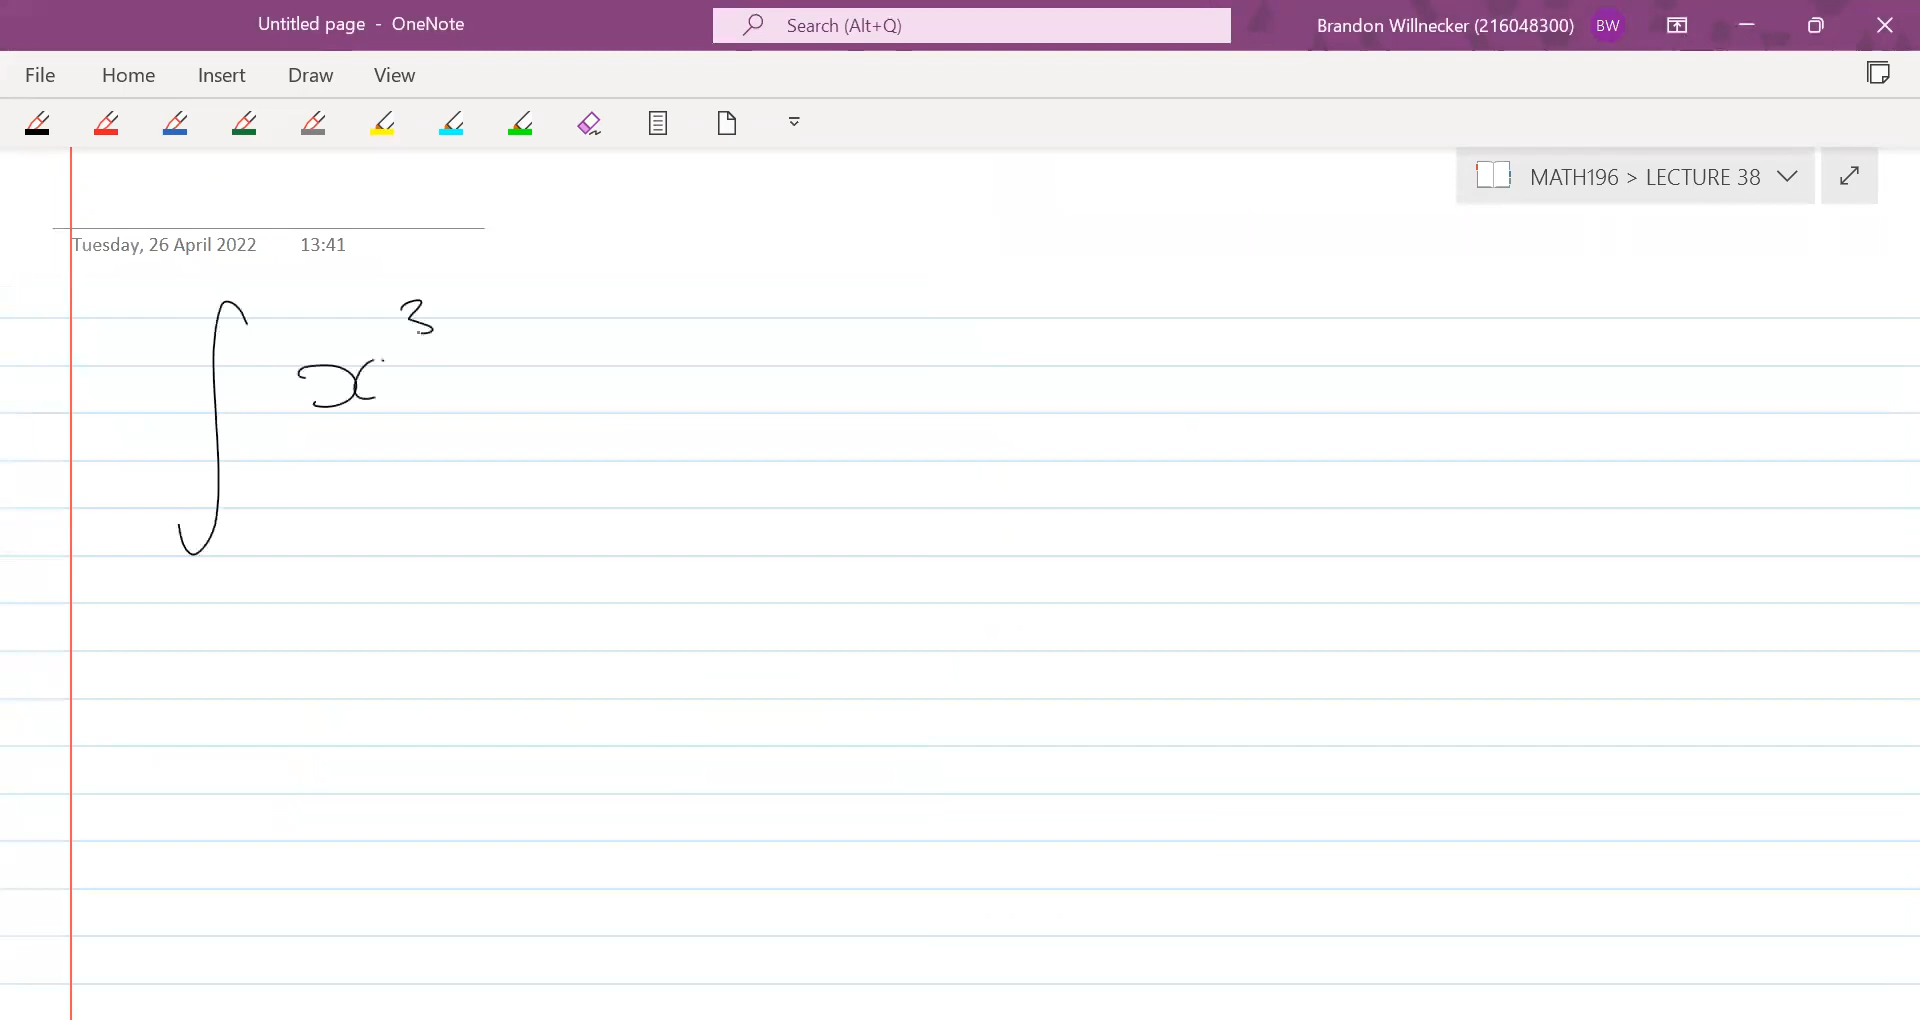 Untitled page - OneNote
Search (Alt+Q)
Brandon Willnecker (216048300) BW
File Home Insert Draw View
MATH196 > LECTURE 38
Tuesday, 26 April 2022 13:41
∫ x³